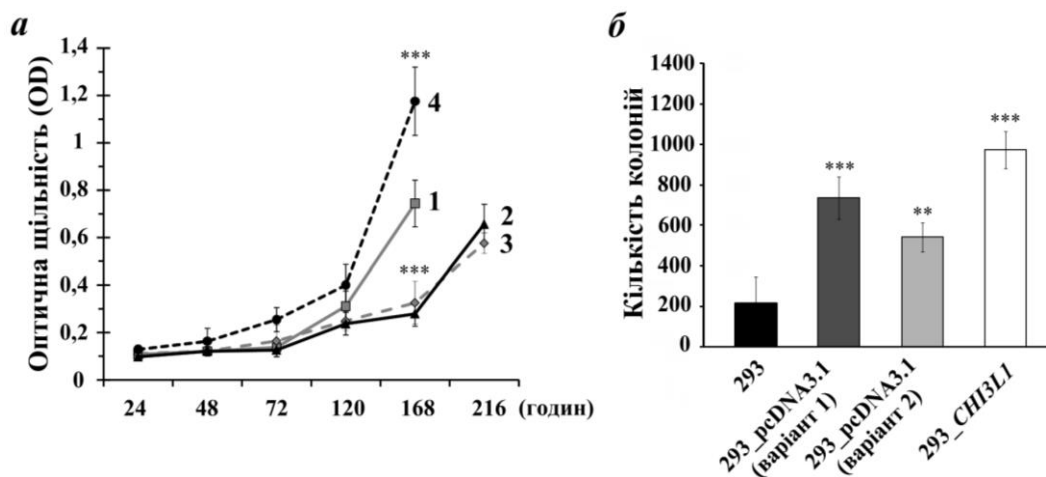 а
Оптична щільність (OD)
1,4
1,2
1
0,8
0,6
0,4
0,2
0
24 48 72 120 168 216 (годин)
***
4
1
2
3
***
б
Кількість колоній
1400
1200
1000
800
600
400
200
0
***
**
***
293
293_pcDNA3.1
(варіант 1)
293_pcDNA3.1
(варіант 2)
293_CHI3L1